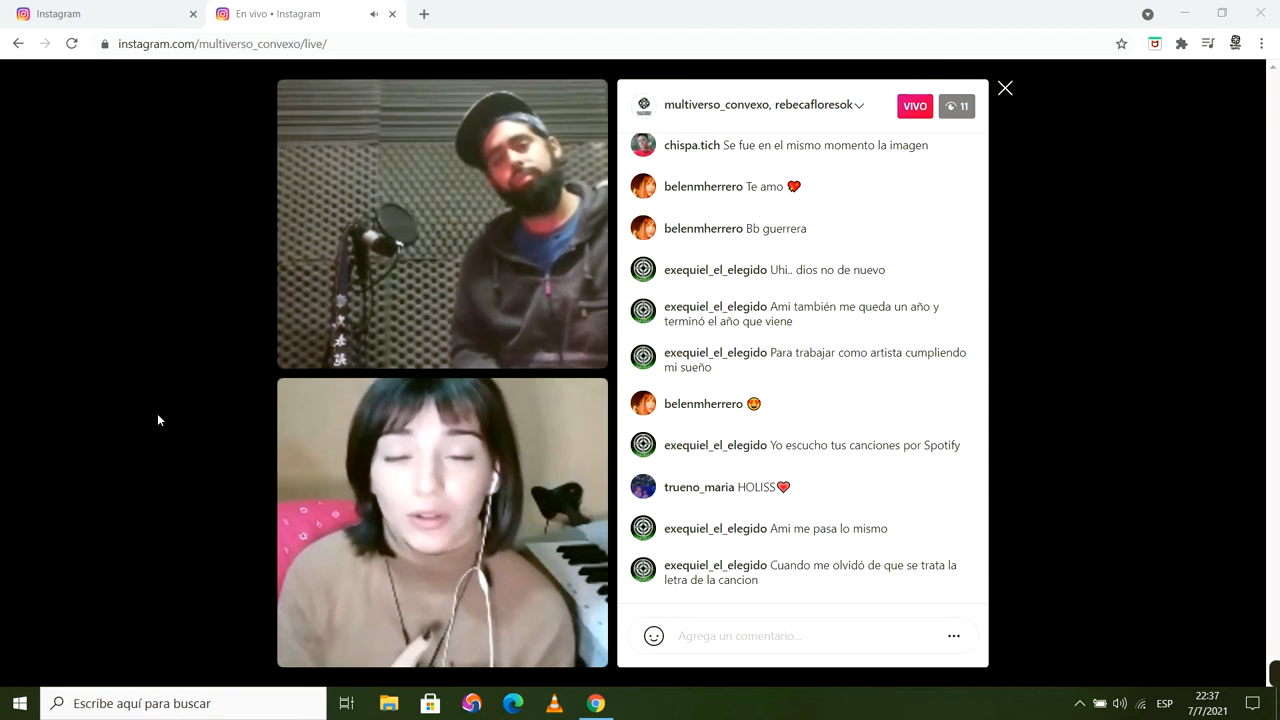 Instagram
En vivo • Instagram
instagram.com/multiverso_convexo/live/
multiverso_convexo, rebecafloresok
VIVO
11
chispa.tich Se fue en el mismo momento la imagen
belenmherrero Te amo 💘
belenmherrero Bb guerrera
exequiel_el_elegido Uhi.. dios no de nuevo
exequiel_el_elegido Ami también me queda un año y
terminó el año que viene
exequiel_el_elegido Para trabajar como artista cumpliendo
mi sueño
belenmherrero 🤩
exequiel_el_elegido Yo escucho tus canciones por Spotify
trueno_maria HOLISS❤️
exequiel_el_elegido Ami me pasa lo mismo
exequiel_el_elegido Cuando me olvidó de que se trata la
letra de la cancion
Agrega un comentario...
Escribe aquí para buscar
ESP
22:37
7/7/2021